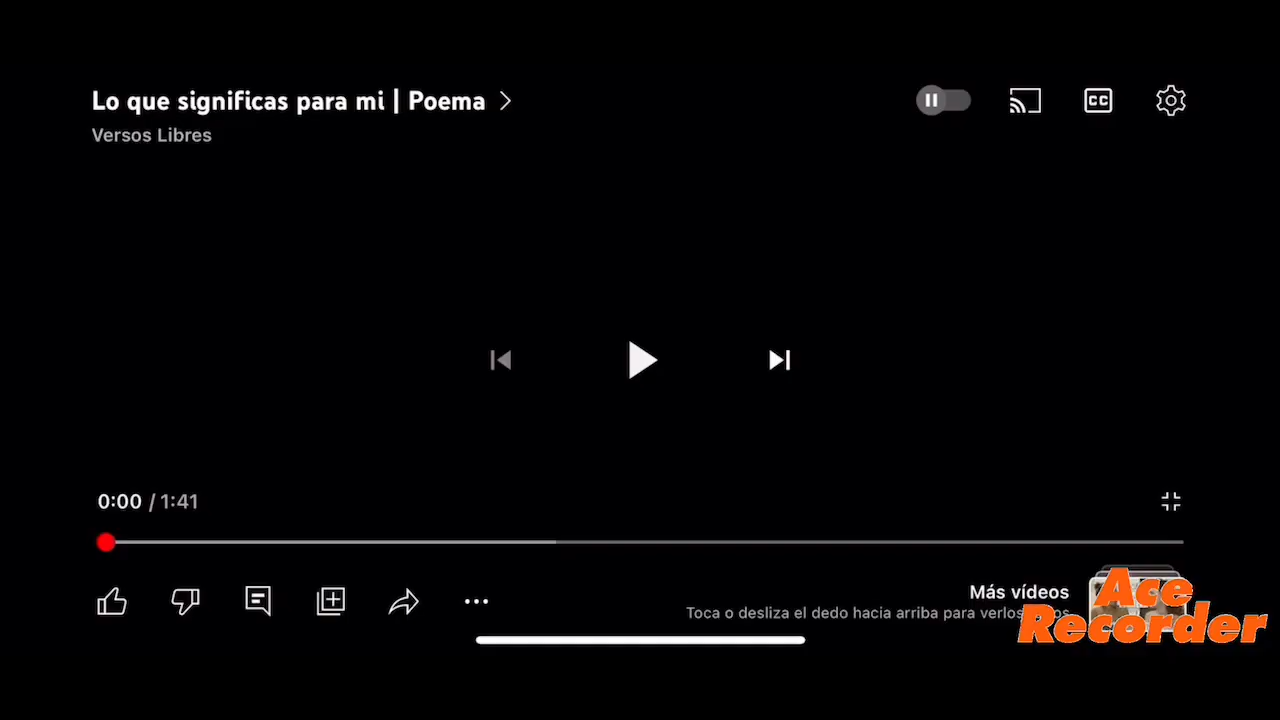 Lo que significas para mi | Poema
Versos Libres
CC
0:00 / 1:41
Más vídeos
Toca o desliza el dedo hacia arriba para verlos
Ace
Recorder